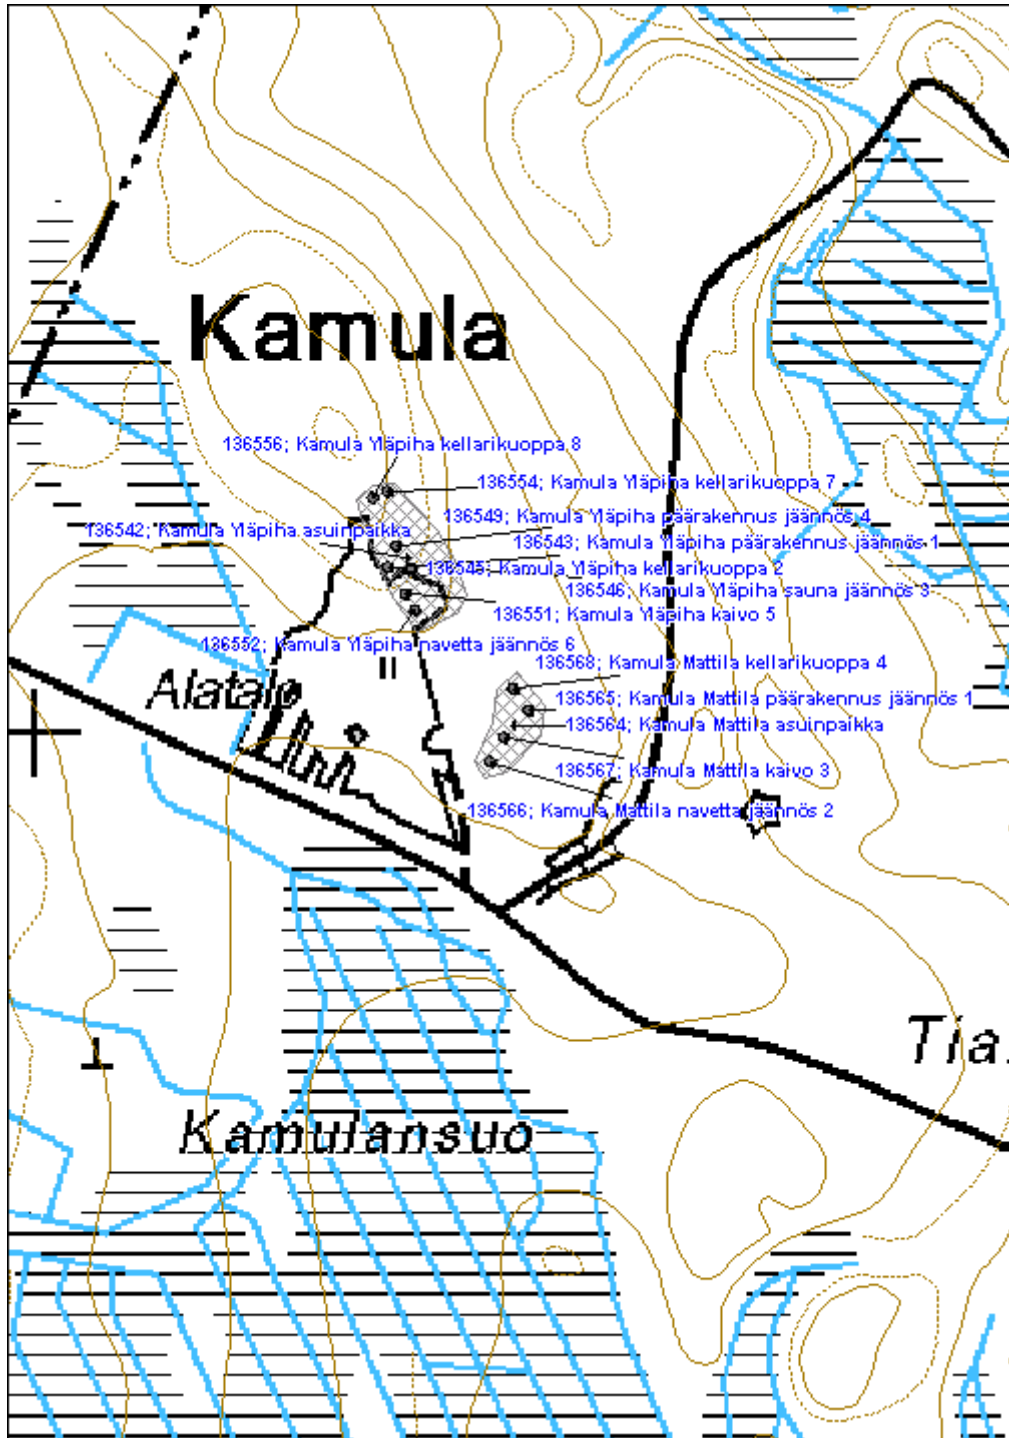 Kamula
136556; Kamula Yläpiha kellarikuoppa 8
136554; Kamula Yläpiha kellarikuoppa 7
136549; Kamula Yläpiha päärakennus jäännös 4
136542; Kamula Yläpiha asuinpaikka
136543; Kamula Yläpiha päärakennus jäännös 1
136545; Kamula Yläpiha kellarikuoppa 2
136546; Kamula Yläpiha sauna jäännös 3
136551; Kamula Yläpiha kaivo 5
136552; Kamula Yläpiha navetta jäännös 6
136568; Kamula Mattila kellarikuoppa 4
Alatalo
136565; Kamula Mattila päärakennus jäännös 1
136564; Kamula Mattila asuinpaikka
136567; Kamula Mattila kaivo 3
136566; Kamula Mattila navetta jäännös 2
Tia
Kamulansuo